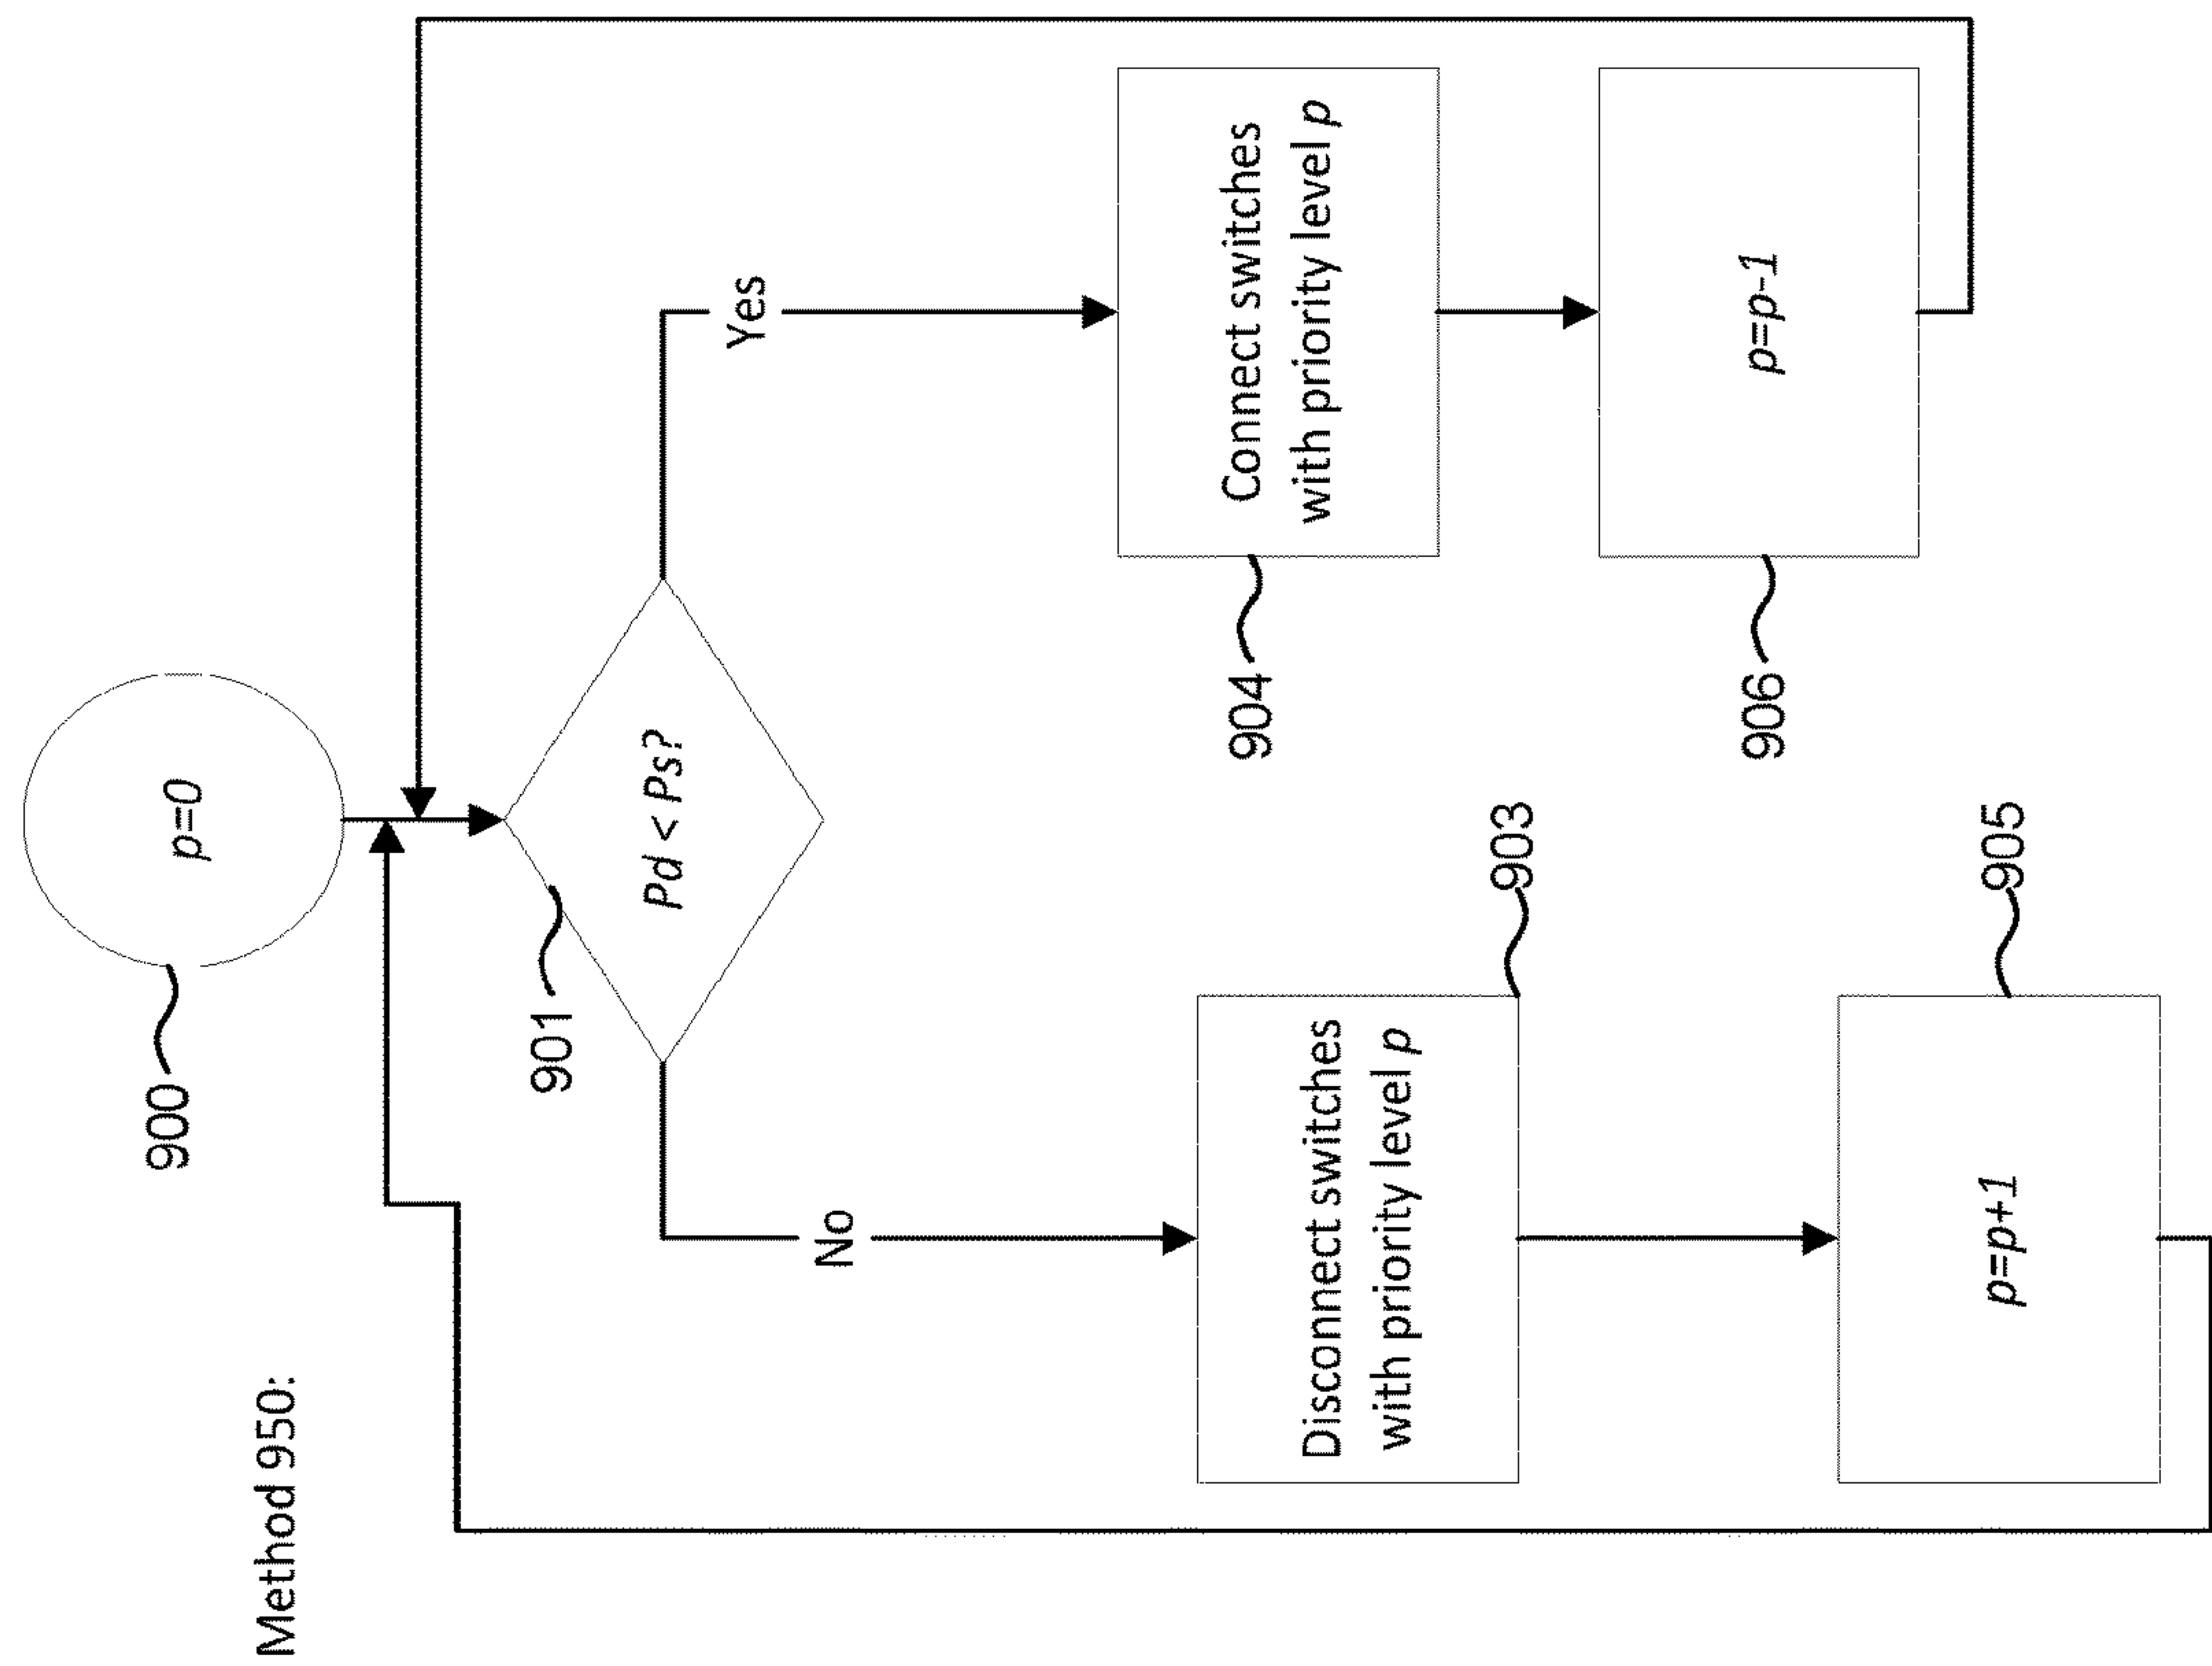 Method 950:
900
p=0
901
Pd < Ps?
No
Yes
Disconnect switches
with priority level p
903
Connect switches
with priority level p
904
p=p+1
905
p=p-1
906